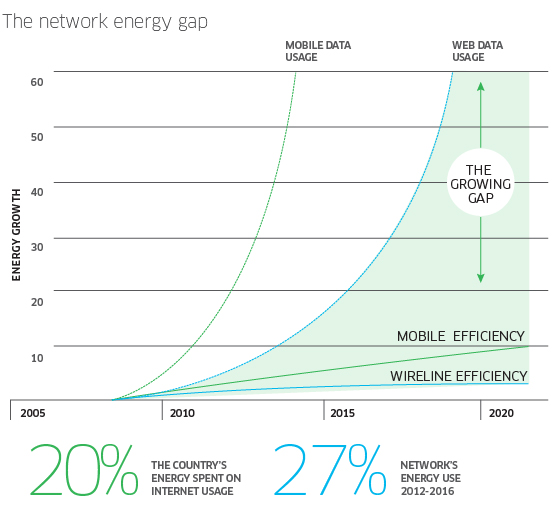 The network energy gap
MOBILE DATA
USAGE
WEB DATA
USAGE
60
50
40
30
20
10
ENERGY GROWTH
THE
GROWING
GAP
MOBILE EFFICIENCY
WIRELINE EFFICIENCY
2005
2010
2015
2020
20%
THE COUNTRY'S
ENERGY SPENT ON
INTERNET USAGE
27%
NETWORK'S
ENERGY USE
2012-2016